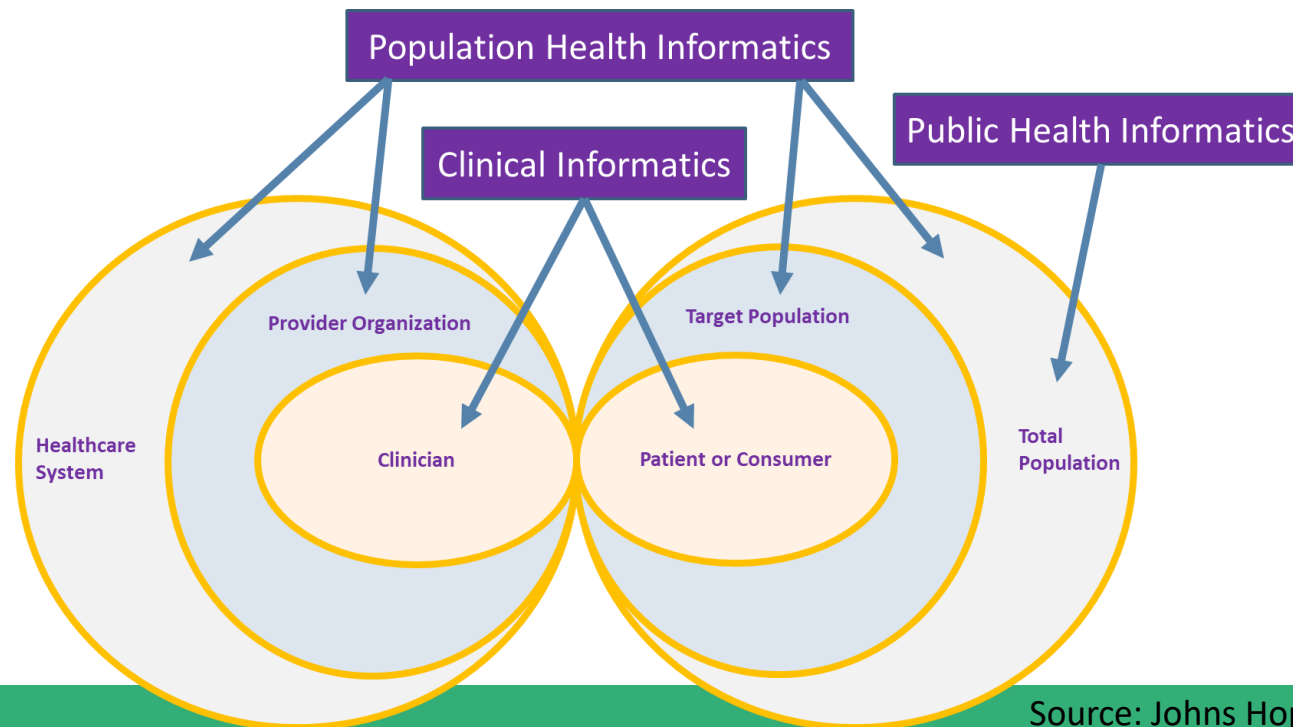 Population Health Informatics
Public Health Informatics
Clinical Informatics
Provider Organization
Target Population
Healthcare
System
Clinician
Patient or Consumer
Total
Population
Source: Johns